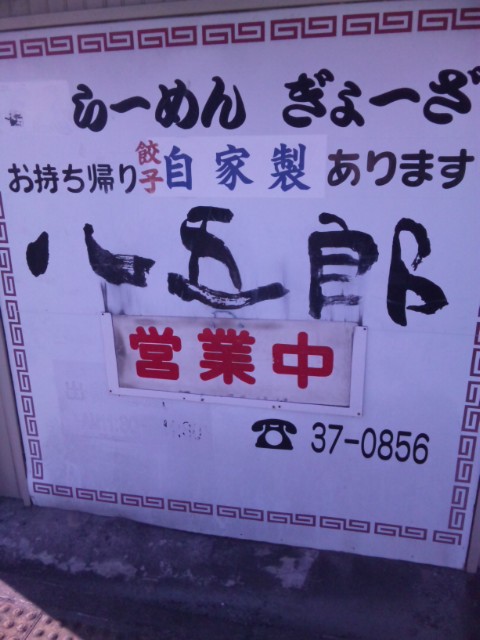 らーめん ぎょーざ
お持ち帰り餃子自家製あります
八五郎
営業中
☎ 37-0856